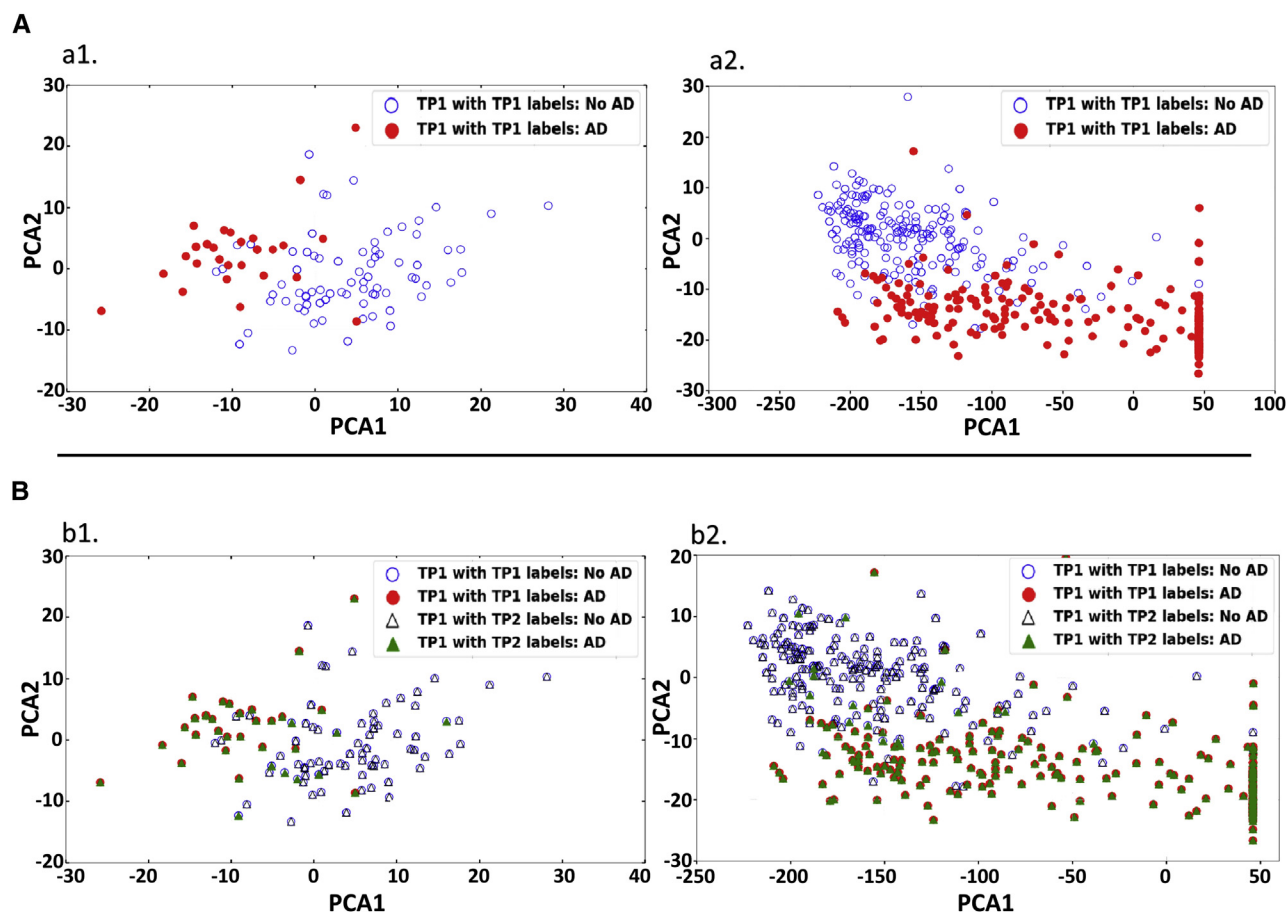 A
a1.
30
20
10
0
-10
-20
PCA2
-30 -20 -10 0 10 20 30 40
PCA1
TP1 with TP1 labels: No AD
TP1 with TP1 labels: AD
a2.
30
20
10
0
-10
-20
-30
PCA2
-300 -250 -200 -150 -100 -50 0 50 100
PCA1
TP1 with TP1 labels: No AD
TP1 with TP1 labels: AD
B
b1.
30
20
10
0
-10
-20
PCA2
-30 -20 -10 0 10 20 30 40
PCA1
TP1 with TP1 labels: No AD
TP1 with TP1 labels: AD
TP1 with TP2 labels: No AD
TP1 with TP2 labels: AD
b2.
20
10
0
-10
-20
-30
PCA2
-250 -200 -150 -100 -50 0 50
PCA1
TP1 with TP1 labels: No AD
TP1 with TP1 labels: AD
TP1 with TP2 labels: No AD
TP1 with TP2 labels: AD